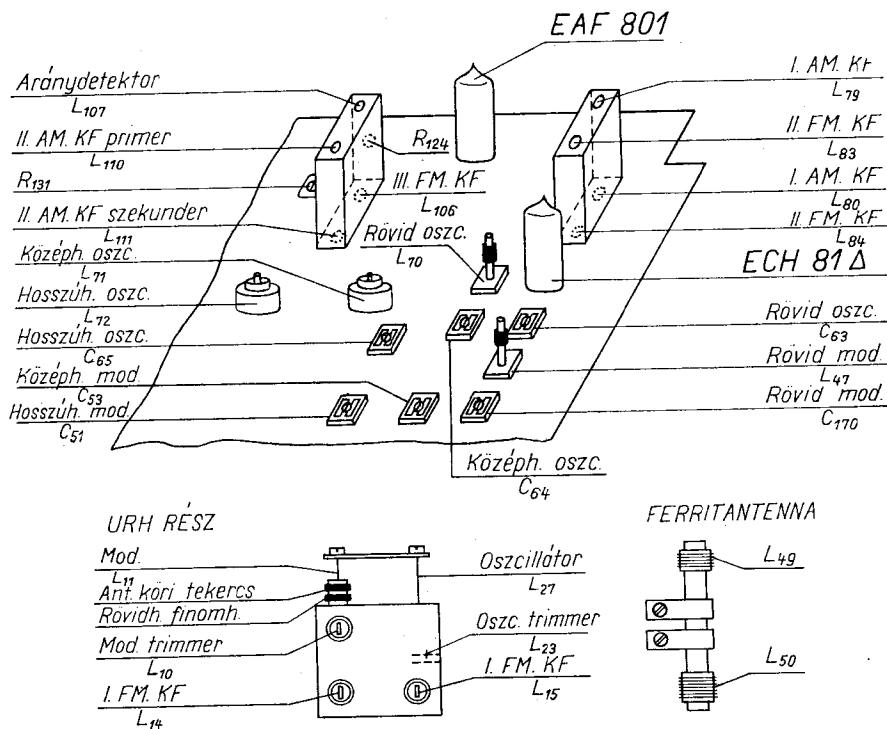 EAF 801
Aránydetektor
L107
II. AM. KF primer
L110
R131
II. AM. KF szekunder
L111
Középh. oszc.
L71
Hosszúh. oszc.
L72
Hosszúh. oszc.
C65
Középh. mod.
C53
Hosszúh. mod.
C51
R124
III. FM. KF
L106
Rövid oszc.
L70
I. AM. Kf
L79
II. FM. KF
L83
I. AM. KF
L80
II. FM. KF
L84
ECH 81 Δ
Rövid oszc.
C63
Rövid mod.
L47
Rövid mod.
C170
Középh. oszc.
C64
URH RÉSZ
Mod.
L11
Ant. köri tekercs
Rövidh. finomh.
Mod. trimmer
L10
I. FM. KF
L14
Oszcillátor
L27
Oszc. trimmer
L23
I. FM. KF
L15
FERRITANTENNA
L49
L50